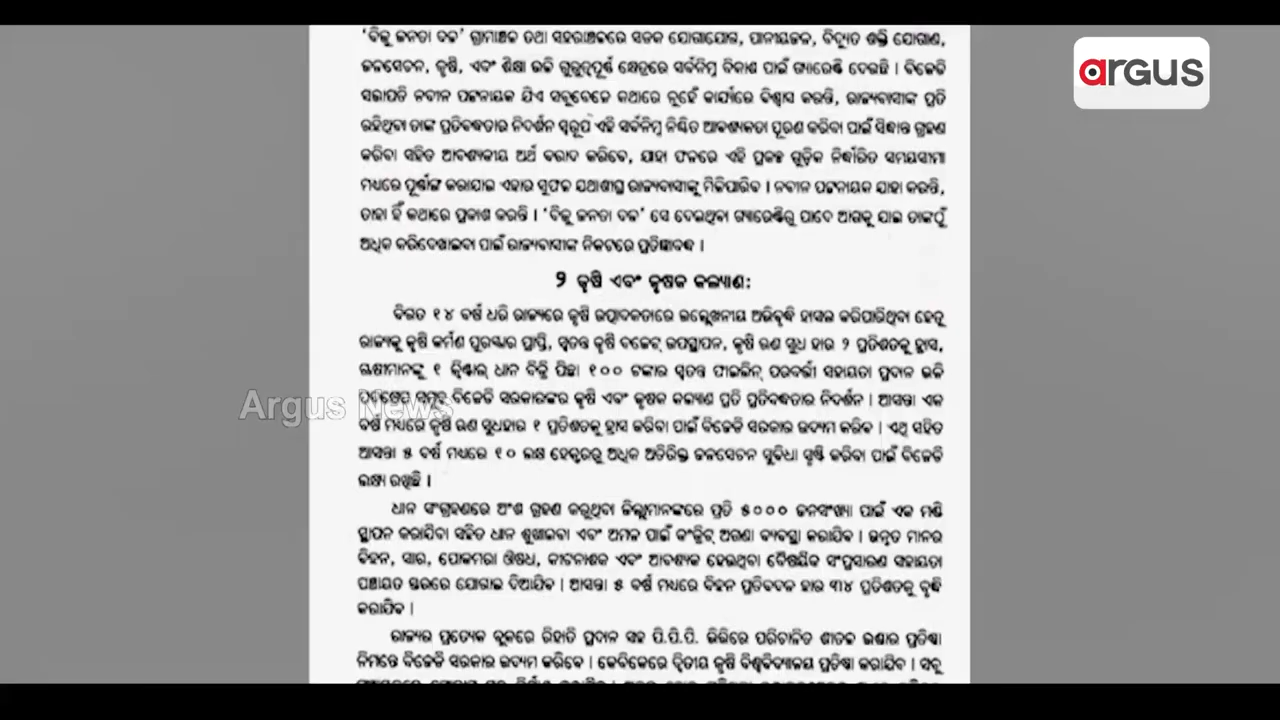 'ବିଜୁ ଜନତା ଦଳ' ଗ୍ରାମାଞ୍ଚଳ ତଥା ସହରାଞ୍ଚଳରେ ସଡକ ଯୋଗାଯୋଗ, ପାନୀୟଜଳ, ବିଦ୍ୟୁତ ଶକ୍ତି ଯୋଗାଣ,
ଜଳସେଚନ, କୃଷି, ଏବଂ ଶିକ୍ଷା ଭଳି ଗୁରୁତ୍ୱପୂର୍ଣ୍ଣ କ୍ଷେତ୍ରରେ ସର୍ବନିମ୍ନ ବିକାଶ ପାଇଁ ଗ୍ୟାରେଣ୍ଟି ଦେଉଛି । ବିଜେଡି
ସଭାପତି ନବୀନ ପଟ୍ଟନାୟକ ଯିଏ ସବୁବେଳେ କଥାରେ ନୁହେଁ କାର୍ଯ୍ୟରେ ବିଶ୍ୱାସ କରନ୍ତି, ରାଜ୍ୟବାସୀଙ୍କ ପ୍ରତି
ରହିଥିବା ତାଙ୍କ ପ୍ରତିବଦ୍ଧତାର ନିଦର୍ଶନ ସ୍ୱରୂପ ଏହି ସର୍ବନିମ୍ନ ନିଶ୍ଚିତ ଆବଶ୍ୟକତା ପୂରଣ କରିବା ପାଇଁ ସିଦ୍ଧାନ୍ତ ଗ୍ରହଣ
କରିବା ସହିତ ଆବଶ୍ୟକୀୟ ଅର୍ଥ ବରାଦ କରିବେ, ଯାହା ଫଳରେ ଏହି ପ୍ରକଳ୍ପ ଗୁଡ଼ିକ ନିର୍ଦ୍ଧାରିତ ସମୟସୀମା
ମଧ୍ୟରେ ପୂର୍ଣ୍ଣାଙ୍ଗ କରାଯାଇ ଏହାର ସୁଫଳ ଯଥାଶୀଘ୍ର ରାଜ୍ୟବାସୀଙ୍କୁ ମିଳିପାରିବ । ନବୀନ ପଟ୍ଟନାୟକ ଯାହା କରନ୍ତି,
ତାହା ହିଁ କଥାରେ ପ୍ରକାଶ କରନ୍ତି । 'ବିଜୁ ଜନତା ଦଳ' ସେ ଦେଇଥିବା ଗ୍ୟାରେଣ୍ଟିରୁ ପାଦେ ଆଗକୁ ଯାଇ ତାଙ୍କଠୁଁ
ଅଧିକ କରିଦେଖାଇବା ପାଇଁ ରାଜ୍ୟବାସୀଙ୍କ ନିକଟରେ ପ୍ରତିଜ୍ଞାବଦ୍ଧ ।
୨ କୃଷି ଏବଂ କୃଷକ କଲ୍ୟାଣ:
ବିଗତ ୧୪ ବର୍ଷ ଧରି ରାଜ୍ୟରେ କୃଷି ଉତ୍ପାଦକତାରେ ଉଲ୍ଲେଖନୀୟ ଅଭିବୃଦ୍ଧି ହାସଲ କରିପାରିଥିବା ହେତୁ
ରାଜ୍ୟକୁ କୃଷି କର୍ମଣ ପୁରସ୍କାର ପ୍ରାପ୍ତି, ସ୍ୱତନ୍ତ୍ର କୃଷି ବଜେଟ୍ ଉପସ୍ଥାପନ, କୃଷି ଋଣ ସୁଧ ହାର ୨ ପ୍ରତିଶତକୁ ହ୍ରାସ,
ଚାଷୀମାନଙ୍କୁ ୧ କ୍ୱିଣ୍ଟାଲ୍ ଧାନ ବିକ୍ରି ପିଛା ୧୦୦ ଟଙ୍କାର ସ୍ୱତନ୍ତ୍ର ଫାଇଲିନ୍ ପରବର୍ତ୍ତୀ ସହାୟତା ପ୍ରଦାନ ଭଳି
ପଦକ୍ଷେପ ସମୂହ ବିଜେଡି ସରକାରଙ୍କର କୃଷି ଏବଂ କୃଷକ କଲ୍ୟାଣ ପ୍ରତି ପ୍ରତିବଦ୍ଧତାର ନିଦର୍ଶନ । ଆସନ୍ତା ଏକ
ବର୍ଷ ମଧ୍ୟରେ କୃଷି ଋଣ ସୁଧହାର ୧ ପ୍ରତିଶତକୁ ହ୍ରାସ କରିବା ପାଇଁ ବିଜେଡି ସରକାର ଉଦ୍ୟମ କରିବ । ଏଥି ସହିତ
ଆସନ୍ତା ୫ ବର୍ଷ ମଧ୍ୟରେ ୧୦ ଲକ୍ଷ ହେକ୍ଟରରୁ ଅଧିକ ଅତିରିକ୍ତ ଜଳସେଚନ ସୁବିଧା ସୃଷ୍ଟି କରିବା ପାଇଁ ବିଜେଡି
ଲକ୍ଷ୍ୟ ରଖିଛି ।
ଧାନ ସଂଗ୍ରହଣରେ ଅଂଶ ଗ୍ରହଣ କରୁଥିବା ଜିଲ୍ଲାମାନଙ୍କରେ ପ୍ରତି ୫୦୦୦ ଜନସଂଖ୍ୟା ପାଇଁ ଏକ ମଣ୍ଡି
ସ୍ଥାପନ କରାଯିବା ସହିତ ଧାନ ଶୁଖାଇବା ଏବଂ ଅମଳ ପାଇଁ କଂକ୍ରିଟ୍ ଅଗଣା ବ୍ୟବସ୍ଥା କରାଯିବ । ଉନ୍ନତ ମାନର
ବିହନ, ସାର, ପୋକମରା ଔଷଧ, କୀଟନାଶକ ଏବଂ ଆବଶ୍ୟକ ହେଉଥିବା ବୈଷୟିକ ସଂପ୍ରସାରଣ ସହାୟତା
ପଞ୍ଚାୟତ ସ୍ତରରେ ଯୋଗାଇ ଦିଆଯିବ । ଆସନ୍ତା ୫ ବର୍ଷ ମଧ୍ୟରେ ବିହନ ପ୍ରତିବଦଳ ହାର ୩୪ ପ୍ରତିଶତକୁ ବୃଦ୍ଧି
କରାଯିବ ।
ରାଜ୍ୟର ପ୍ରତ୍ୟେକ ବ୍ଲକରେ ରିହାତି ପ୍ରଦାନ ସହ ପି.ପି.ପି. ଭିତ୍ତିରେ ପରିଚାଳିତ ଶୀତଳ ଭଣ୍ଡାର ପ୍ରତିଷ୍ଠା
ନିମନ୍ତେ ବିଜେଡି ସରକାର ଉଦ୍ୟମ କରିବେ । କେବିକେରେ ଦ୍ୱିତୀୟ କୃଷି ବିଶ୍ୱବିଦ୍ୟାଳୟ ପ୍ରତିଷ୍ଠା କରାଯିବ । ସବୁ
argus
Argus News